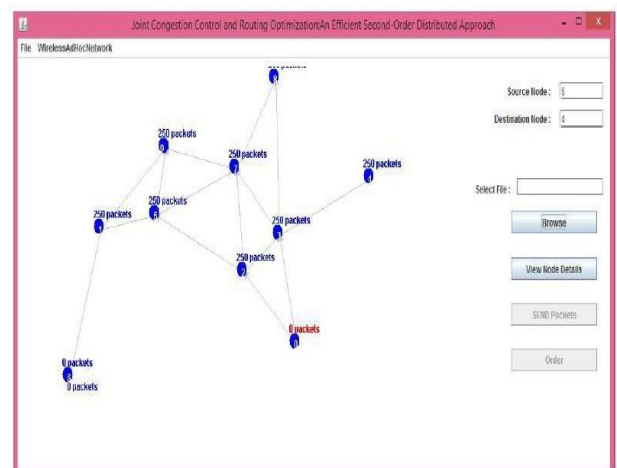 Joint Congestion Control and Routing Optimization:An Efficient Second-Order Distributed Approach
File WirelessAdHocNetwork
Source Node : 6
Destination Node : 4
250 packets
250 packets
250 packets
Select File :
250 packets
250 packets
250 packets
Browse
250 packets
View Node Details
SEND Packets
0 packets
Order
0 packets
0 packets